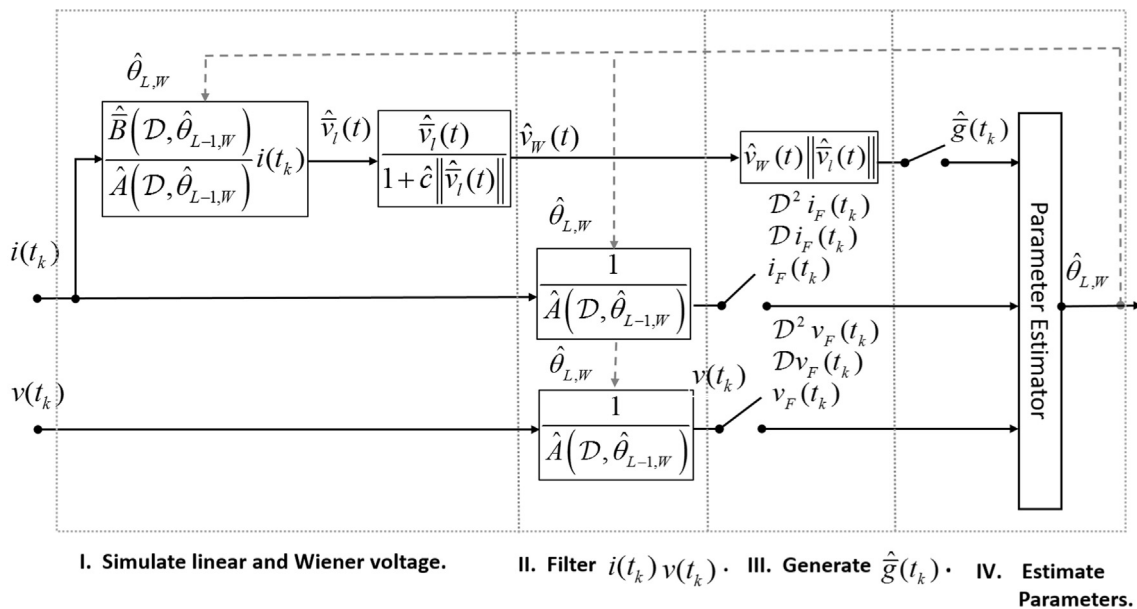 θ̂_{L,W}
B̄̂(𝒟, θ̂_{L-1,W})
Â(𝒟, θ̂_{L-1,W})
i(t_k)
v̄̂_l(t)
v̄̂_l(t)
1 + ĉ‖v̄̂_l(t)‖
v̂_W(t)
v̂_W(t)‖v̄̂_l(t)‖
ḡ̂(t_k)
i(t_k)
θ̂_{L,W}
1
Â(𝒟, θ̂_{L-1,W})
𝒟² i_F(t_k)
𝒟 i_F(t_k)
i_F(t_k)
v(t_k)
θ̂_{L,W}
1
Â(𝒟, θ̂_{L-1,W})
v(t_k)
𝒟² v_F(t_k)
𝒟v_F(t_k)
v_F(t_k)
Parameter Estimator
θ̂_{L,W}
I. Simulate linear and Wiener voltage.
II. Filter i(t_k) v(t_k).
III. Generate ḡ̂(t_k).
IV. Estimate
Parameters.